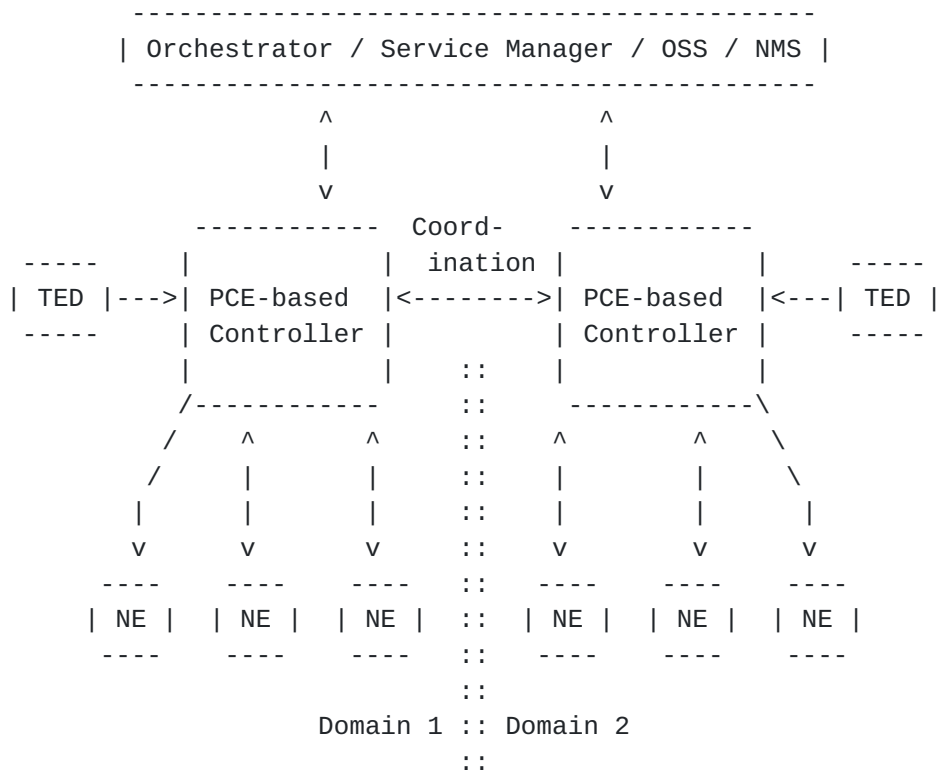 | Orchestrator / Service Manager / OSS / NMS |
Coord-
ination
| TED |--->| PCE-based |<-------->| PCE-based |<---| TED |
Controller | | Controller
| NE | | NE | | NE | :: | NE | | NE | | NE |
Domain 1 :: Domain 2